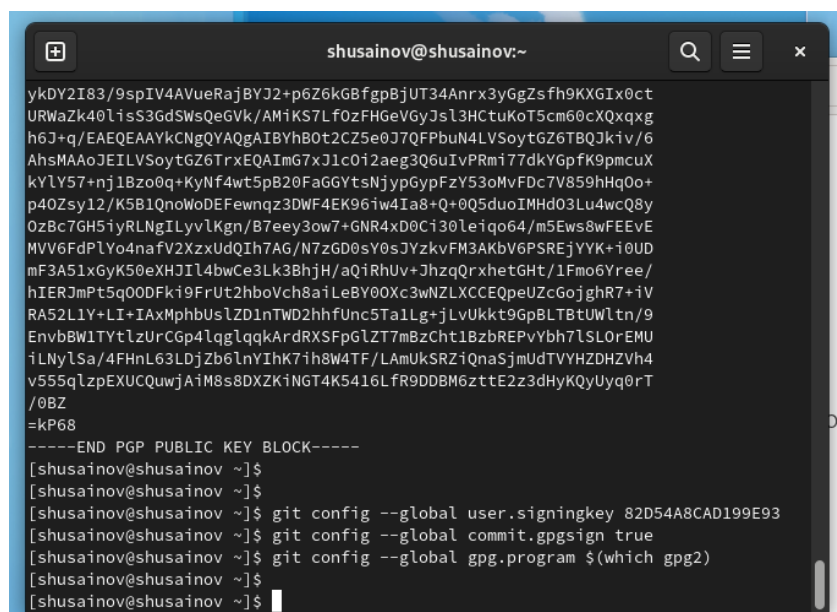 shusainov@shusainov:~
ykDY2I83/9spIV4AVueRajBYJ2+p6Z6kGBfgpBjUT34Anrx3yGgZsfh9KXGIx0ct
URWaZk40lisS3GdSWsQeGVk/AMiKS7LfOzFHGeVGyJsl3HCtuKoT5cm60cXQxqxg
h6J+q/EAEQEAAYkCNgQYAQgAIBYhBOt2CZ5e0J7QFPbuN4LVSoytGZ6TBQJkiv/6
AhsMAAoJEILVSoytGZ6TrxEQAImG7xJ1cOi2aeg3Q6uIvPRmi77dkYGpfK9pmcuX
kYlY57+nj1Bzo0q+KyNf4wt5pB20FaGGYtsNjypGypFzY53oMvFDc7V859hHqOo+
p4OZsy12/K5B1QnoWoDEFewnqz3DWF4EK96iw4Ia8+Q+0Q5duoIMHdO3Lu4wcQ8y
OzBc7GH5iyRLNgILyvlKgn/B7eey3ow7+GNR4xD0Ci30leiqo64/m5Ews8wFEEvE
MVV6FdPlYo4nafV2XzxUdQIh7AG/N7zGD0sY0sJYzkvFM3AKbV6PSREjYYK+i0UD
mF3A51xGyK50eXHJIl4bwCe3Lk3BhjH/aQiRhUv+JhzqQrxhetGHt/1Fmo6Yree/
hIERJmPt5qOODFki9FrUt2hboVch8aiLeBY0OXc3wNZLXCCEQpeUZcGojghR7+iV
RA52L1Y+LI+IAxMphbUslZD1nTWD2hhfUnc5Ta1Lg+jLvUkkt9GpBLTBtUWltn/9
EnvbBW1TYtlzUrCGp4lqglqqkArdRXSFpGlZT7mBzCht1BzbREPvYbh7lSLOrEMU
iLNylSa/4FHnL63LDjZb6lnYIhK7ih8W4TF/LAmUkSRZiQnaSjmUdTVYHZDHZVh4
v555qlzpEXUCQuwjAiM8s8DXZKiNGT4K5416LfR9DDBM6zttE2z3dHyKQyUyq0rT
/0BZ
=kP68
-----END PGP PUBLIC KEY BLOCK-----
[shusainov@shusainov ~]$
[shusainov@shusainov ~]$
[shusainov@shusainov ~]$ git config --global user.signingkey 82D54A8CAD199E93
[shusainov@shusainov ~]$ git config --global commit.gpgsign true
[shusainov@shusainov ~]$ git config --global gpg.program $(which gpg2)
[shusainov@shusainov ~]$
[shusainov@shusainov ~]$